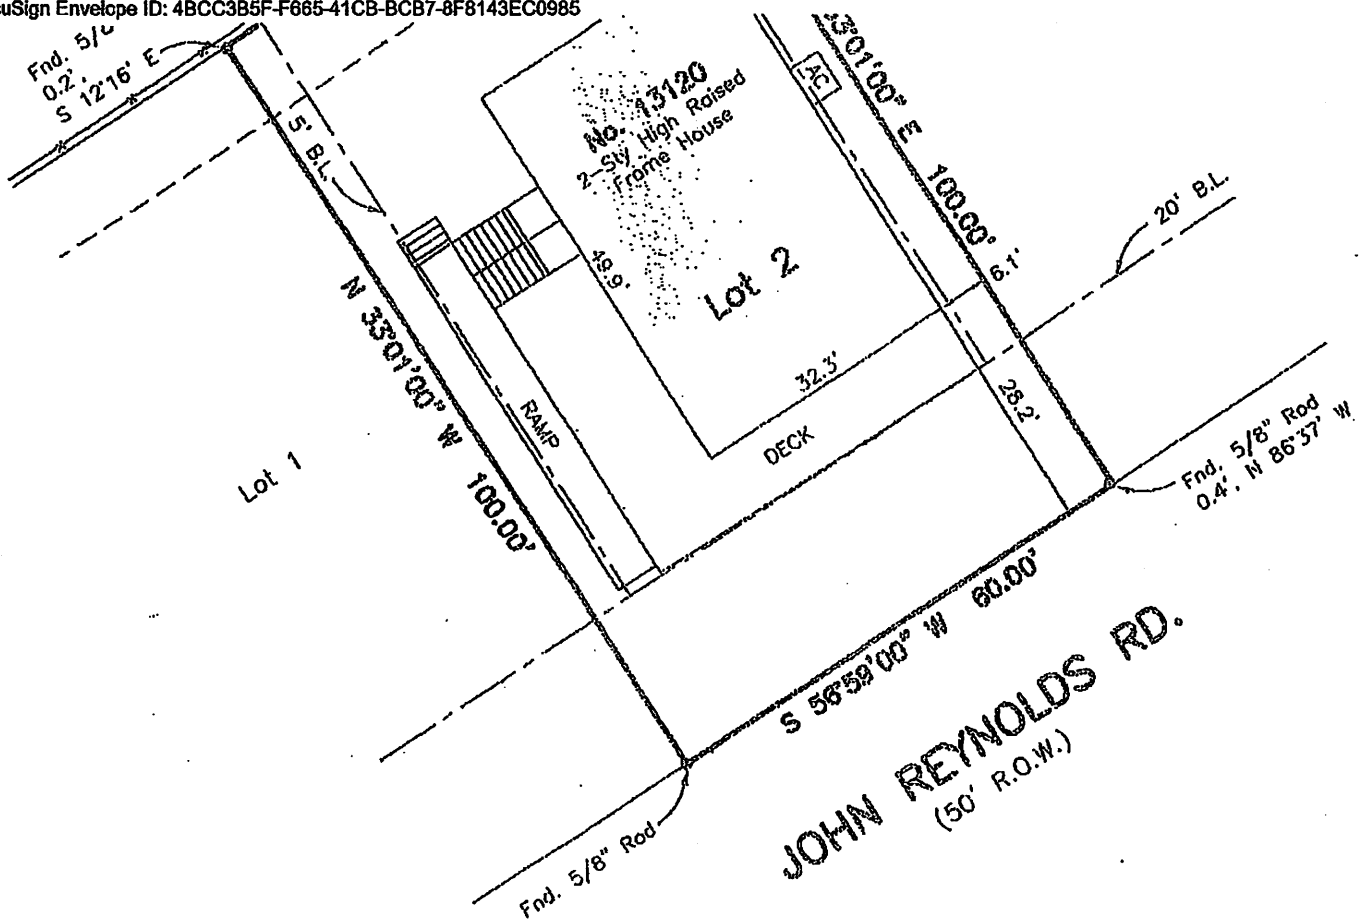 uSign Envelope ID: 4BCC3B5F-F665-41CB-BCB7-8F8143EC0985
Fnd. 5/8"
0.2'
S 12°16' E
5' B.L.
No. 13120
2-Sty High Raised
Frame House
AC
3°01'00" E 100.00'
20' B.L.
6.1'
49.9'
Lot 2
N 33°01'00" W 100.00'
32.3'
28.2'
RAMP
DECK
Lot 1
Fnd. 5/8" Rod
0.4', N 86°37' W
S 56°59'00" W 60.00'
JOHN REYNOLDS RD.
(50' R.O.W.)
Fnd. 5/8" Rod